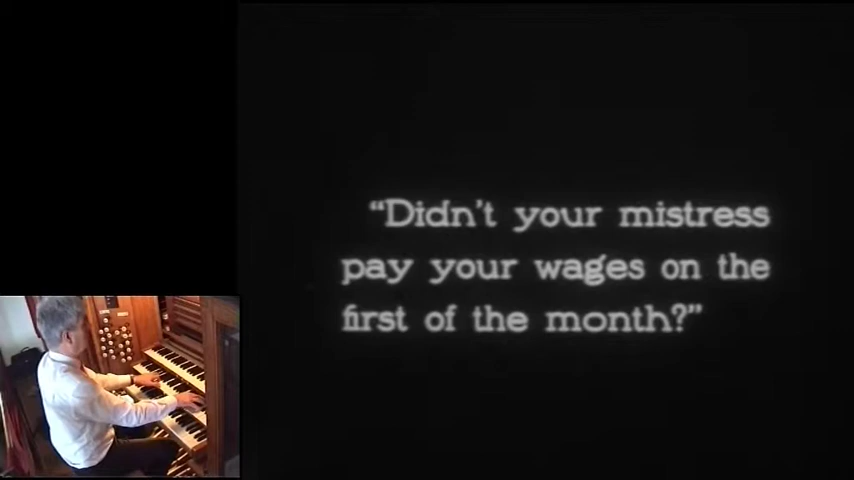 “Didn't your mistress
pay your wages on the
first of the month?”